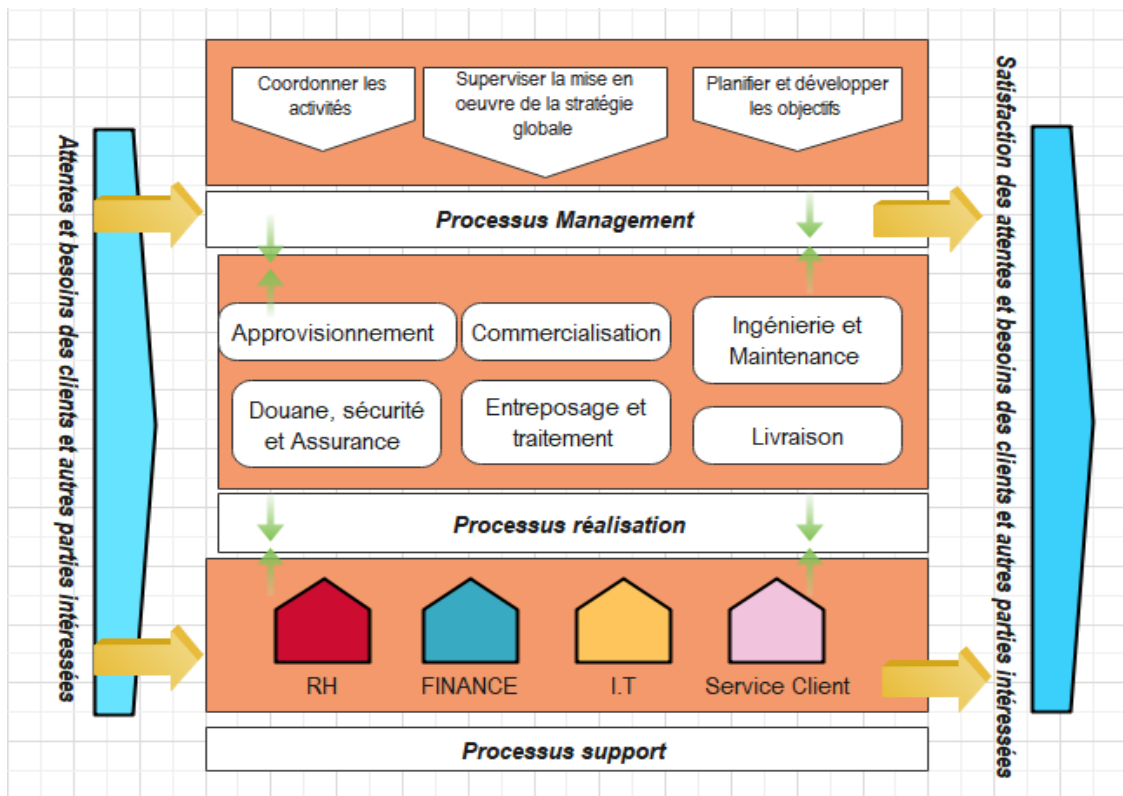 Coordonner les
activités
Superviser la mise en
oeuvre de la stratégie
globale
Planifier et développer
les objectifs
Attentes et besoins des clients et autres parties intéressées
Processus Management
Satisfaction des attentes et besoins des clients et autres parties intéressées
Approvisionnement
Commercialisation
Ingénierie et
Maintenance
Douane, sécurité
et Assurance
Entreposage et
traitement
Livraison
Processus réalisation
RH
FINANCE
I.T
Service Client
Processus support